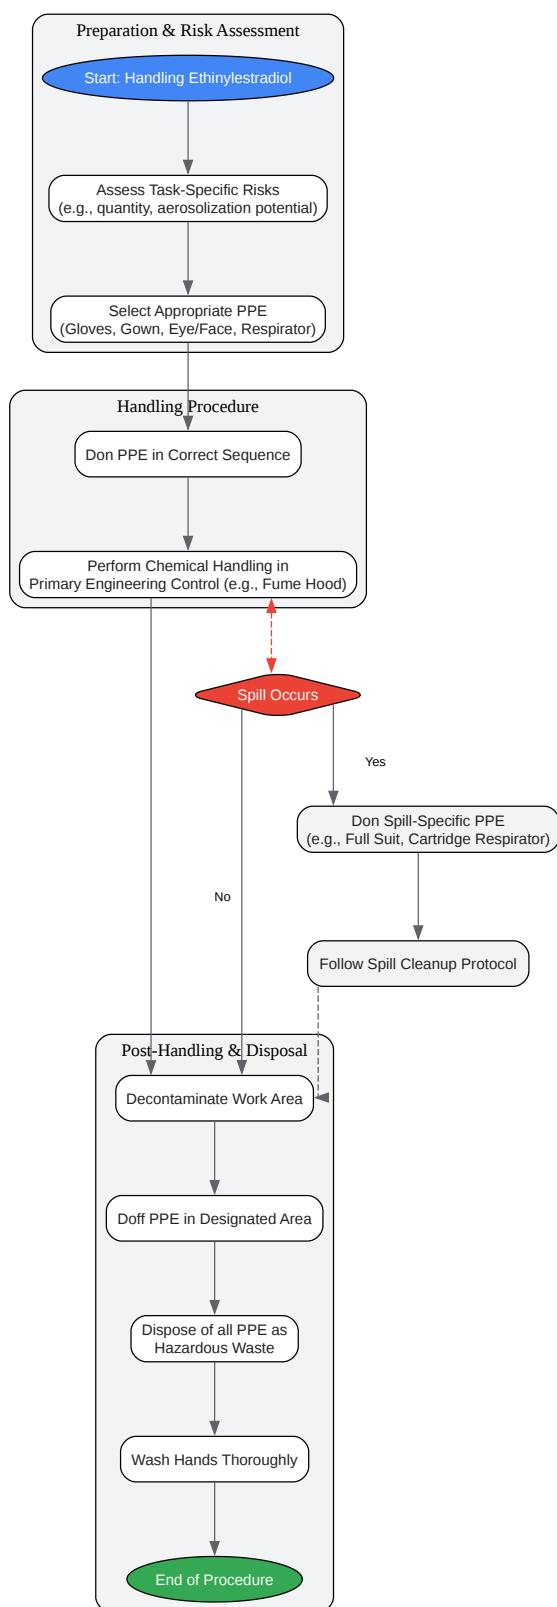 Preparation & Risk Assessment
Start: Handling Ethinylestradiol
Assess Task-Specific Risks
(e.g., quantity, aerosolization potential)
Select Appropriate PPE
(Gloves, Gown, Eye/Face, Respirator)
Handling Procedure
Don PPE in Correct Sequence
Perform Chemical Handling in
Primary Engineering Control (e.g., Fume Hood)
Spill Occurs
Yes
Don Spill-Specific PPE
(e.g., Full Suit, Cartridge Respirator)
No
Follow Spill Cleanup Protocol
Post-Handling & Disposal
Decontaminate Work Area
Doff PPE in Designated Area
Dispose of all PPE as
Hazardous Waste
Wash Hands Thoroughly
End of Procedure